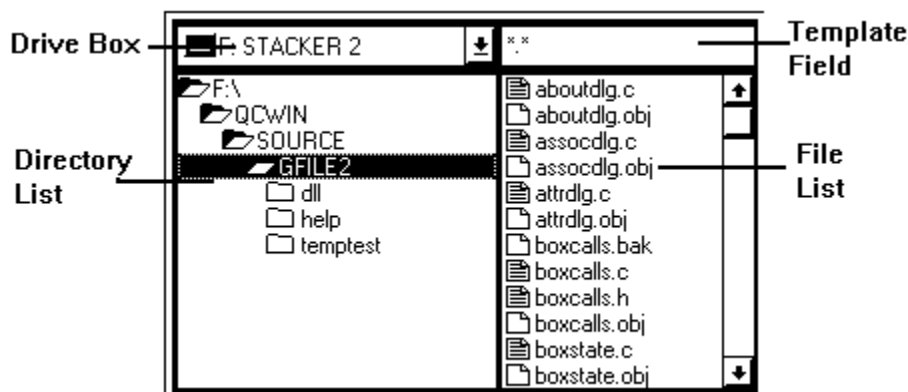 Drive Box
F: STACKER 2
*.*
Template
Field
F:\
QCWIN
SOURCE
GFILE2
dll
help
temptest
Directory
List
aboutdlg.c
aboutdlg.obj
assocdlg.c
assocdlg.obj
attrdlg.c
attrdlg.obj
boxcalls.bak
boxcalls.c
boxcalls.h
boxcalls.obj
boxstate.c
boxstate.obj
File
List